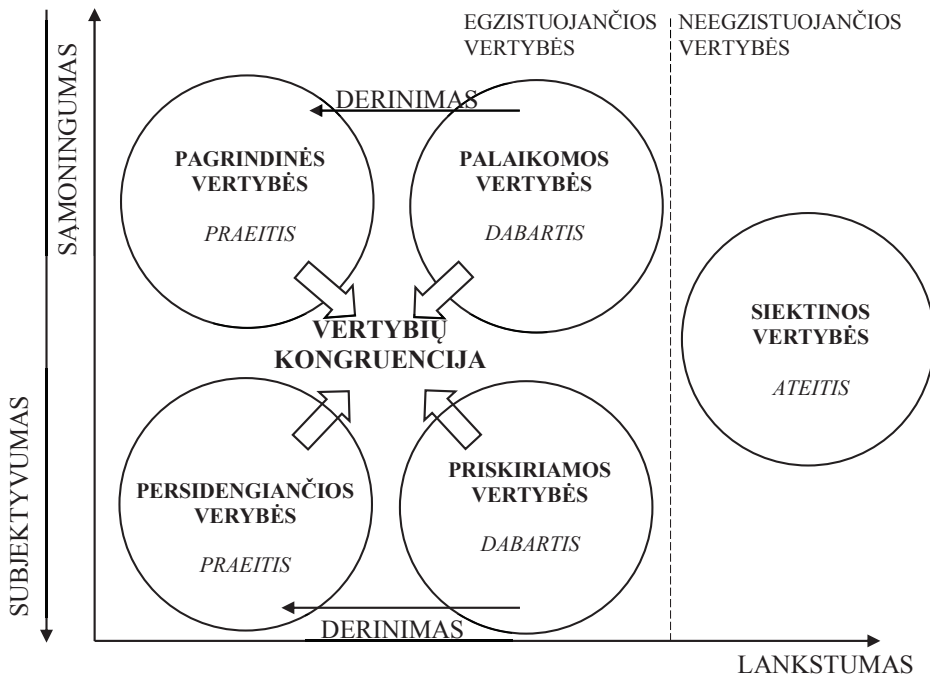 EGZISTUOJANČIOS
VERTYBĖS
NEEGZISTUOJANČIOS
VERTYBĖS
SĄMONINGUMAS
SUBJEKTYVUMAS
DERINIMAS
PAGRINDINĖS
VERTYBĖS
PRAEITIS
PALAIKOMOS
VERTYBĖS
DABARTIS
VERTYBIŲ
KONGRUENCIJA
SIEKTINOS
VERTYBĖS
ATEITIS
PERSIDENGIANČIOS
VERYBĖS
PRAEITIS
PRISKIRIAMOS
VERTYBĖS
DABARTIS
DERINIMAS
LANKSTUMAS